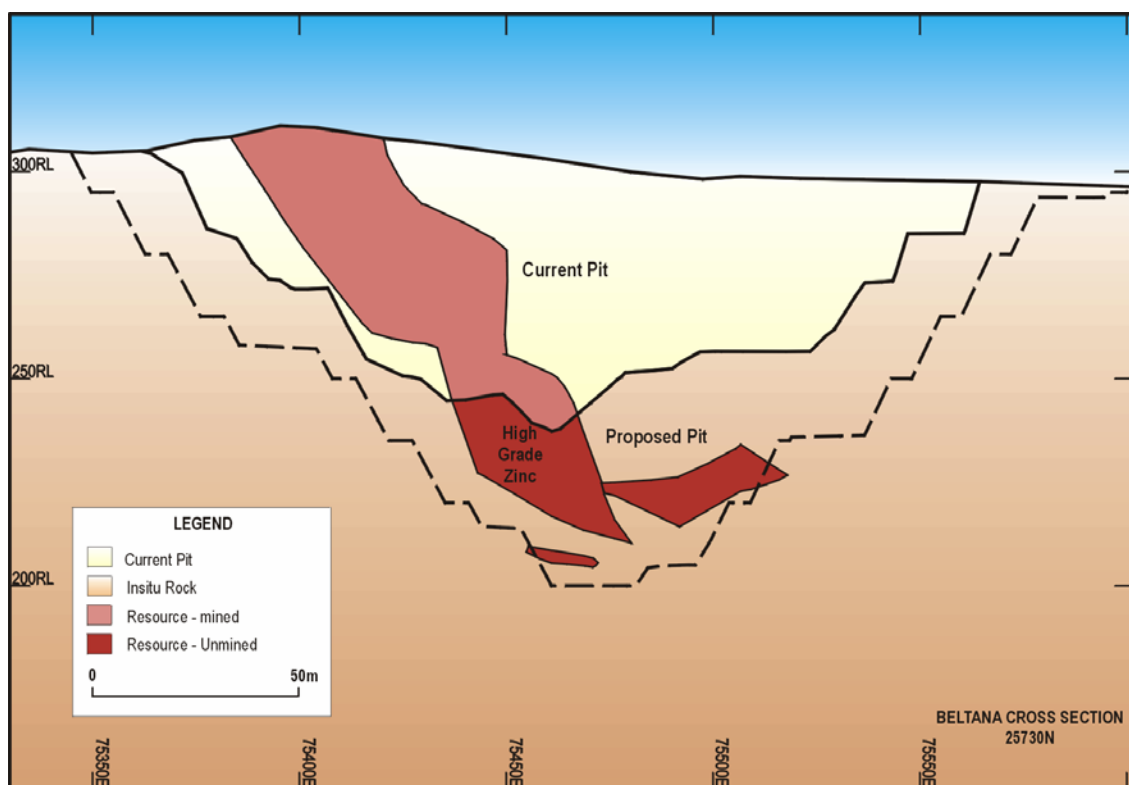 300RL
Current Pit
250RL
High
Grade
Zinc
Proposed Pit
LEGEND
Current Pit
Insitu Rock
Resource - mined
Resource - Unmined
0 50m
200RL
BELTANA CROSS SECTION
25730N
75350E
75400E
75450E
75500E
75550E